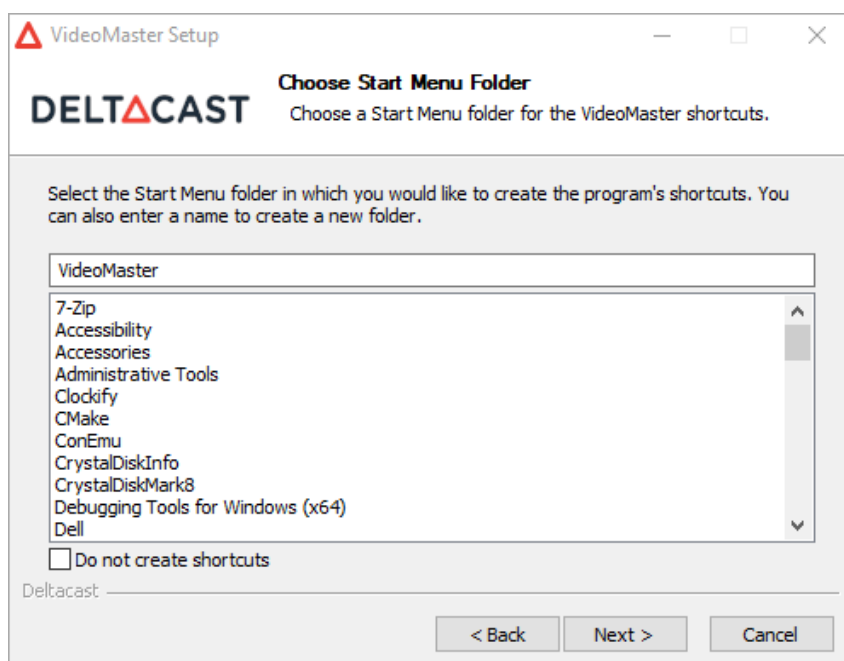 VideoMaster Setup
DELTACAST
Choose Start Menu Folder
Choose a Start Menu folder for the VideoMaster shortcuts.
Select the Start Menu folder in which you would like to create the program's shortcuts. You
can also enter a name to create a new folder.
VideoMaster
7-Zip
Accessibility
Accessories
Administrative Tools
Clockify
CMake
ConEmu
CrystalDiskInfo
CrystalDiskMark8
Debugging Tools for Windows (x64)
Dell
Do not create shortcuts
Deltacast
< Back Next > Cancel